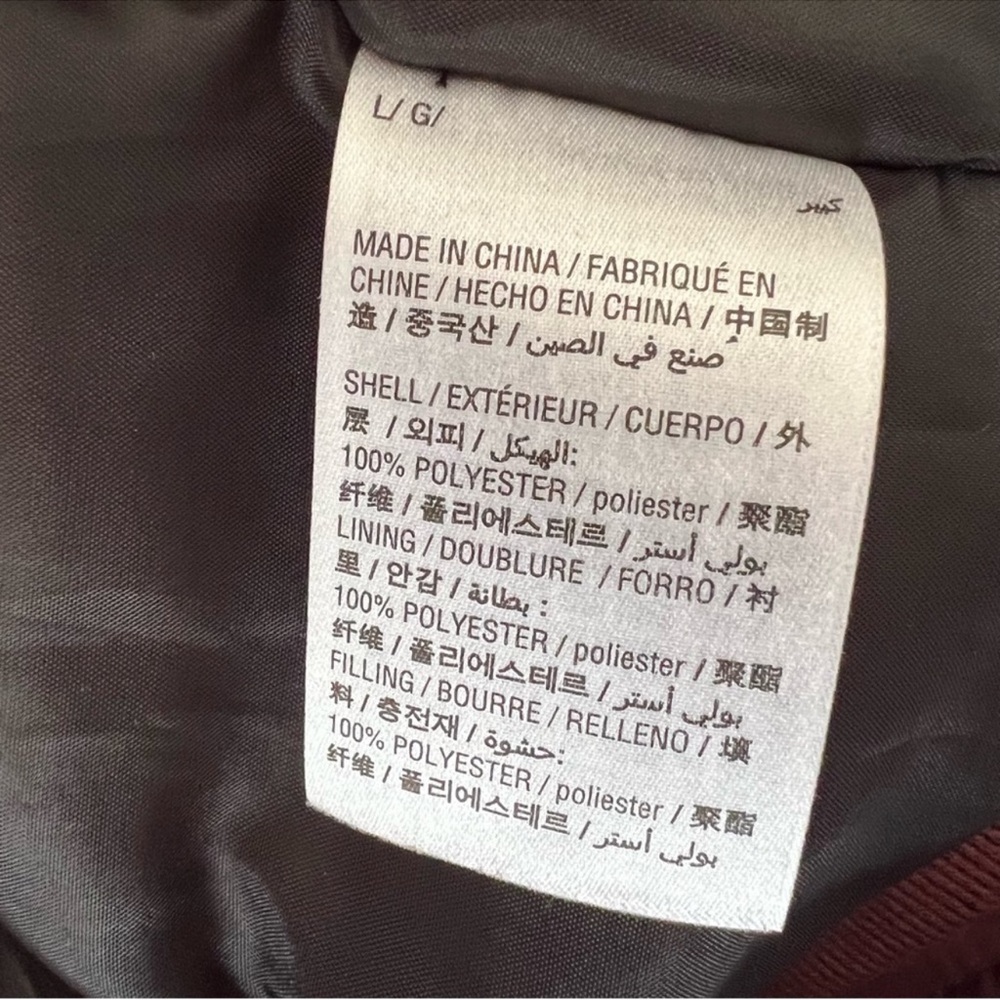 L/ G/
كبير
MADE IN CHINA / FABRIQUÉ EN
CHINE / HECHO EN CHINA / 中国制
造 / 중국산 / صنع في الصين
SHELL / EXTÉRIEUR / CUERPO / 外
层 / 외피 / الهيكل:
100% POLYESTER / poliester / 聚酯
纤维 / 폴리에스테르 / بولي أستر
LINING / DOUBLURE / FORRO / 衬
里 / 안감 / بطانة :
100% POLYESTER / poliester / 聚酯
纤维 / 폴리에스테르 / بولي أستر
FILLING / BOURRE / RELLENO / 填
料 / 충전재 / حشوة:
100% POLYESTER / poliester / 聚酯
纤维 / 폴리에스테르 / بولي أستر